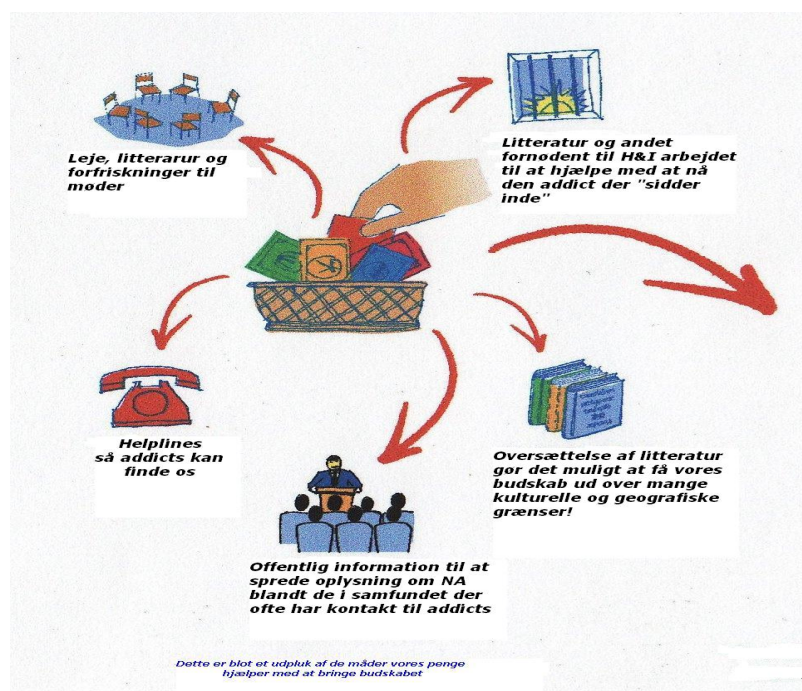 Leje, litterarur og
forfriskninger til
møder
Litteratur og andet
fornødent til H&I arbejdet
til at hjælpe med at nå
den addict der "sidder
inde"
Helplines
så addicts kan
finde os
Oversættelse af litteratur
gør det muligt at få vores
budskab ud over mange
kulturelle og geografiske
grænser!
Offentlig information til at
sprede oplysning om NA
blandt de i samfundet der
ofte har kontakt til addicts
Dette er blot et udpluk af de måder vores penge
hjælper med at bringe budskabet